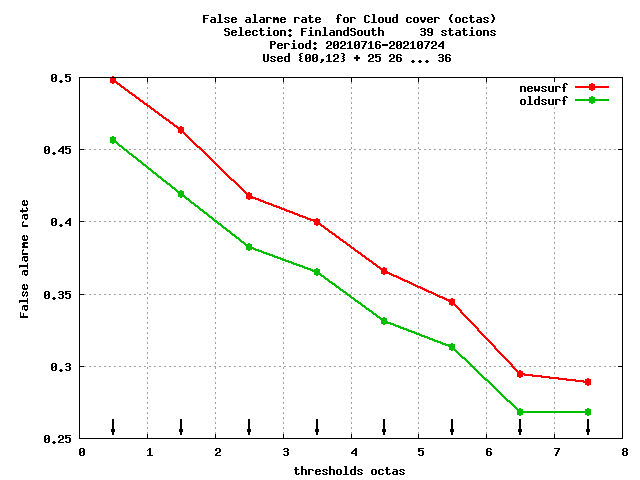 False alarme rate  for Cloud cover (octas)
Selection: FinlandSouth     39 stations
Period: 20210716-20210724
Used {00,12} + 25 26 ... 36
newsurf
oldsurf
0.5
0.45
0.4
0.35
0.3
0.25
False alarme rate
0 1 2 3 4 5 6 7 8
thresholds octas